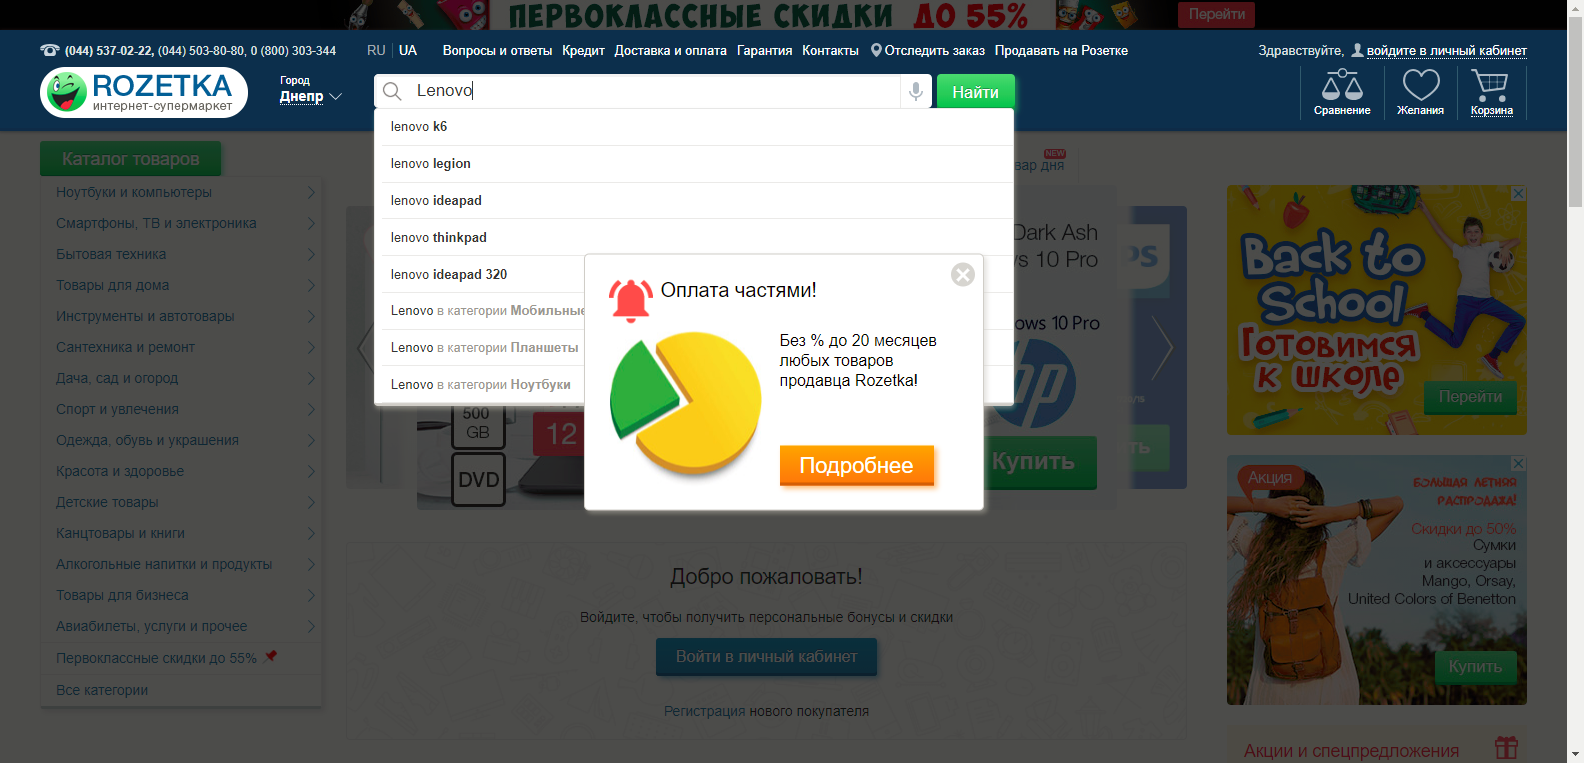 ПЕРВОКЛАССНЫЕ СКИДКИ ДО 55%
Перейти
(044) 537-02-22, (044) 503-80-80, 0 (800) 303-344
RU UA
Вопросы и ответы Кредит Доставка и оплата Гарантия Контакты Отследить заказ Продавать на Розетке
Здравствуйте, войдите в личный кабинет
ROZETKA
интернет-супермаркет
Город
Днепр
Lenovo
Найти
Сравнение
Желания
Корзина
lenovo k6
lenovo legion
lenovo ideapad
lenovo thinkpad
lenovo ideapad 320
Lenovo в категории Мобильные
Lenovo в категории Планшеты
Lenovo в категории Ноутбуки
Каталог товаров
Ноутбуки и компьютеры
Смартфоны, ТВ и электроника
Бытовая техника
Товары для дома
Инструменты и автотовары
Сантехника и ремонт
Дача, сад и огород
Спорт и увлечения
Одежда, обувь и украшения
Красота и здоровье
Детские товары
Канцтовары и книги
Алкогольные напитки и продукты
Товары для бизнеса
Авиабилеты, услуги и прочее
Первоклассные скидки до 55%
Все категории
NEW
вар дня
Dark Ash
ws 10 Pro
PS
ows 10 Pro
hp
Купить
ть
500
GB
DVD
12
Оплата частями!
Без % до 20 месяцев
любых товаров
продавца Rozetka!
Подробнее
Добро пожаловать!
Войдите, чтобы получить персональные бонусы и скидки
Войти в личный кабинет
Регистрация нового покупателя
Back to
School
Готовимся
к школе
Перейти
Акция
БОЛЬШАЯ ЛЕТНЯЯ
РАСПРОДАЖА!
Скидки до 50%
Сумки
и аксессуары
Mango, Orsay,
United Colors of Benetton
Купить
Акции и спецпредложения